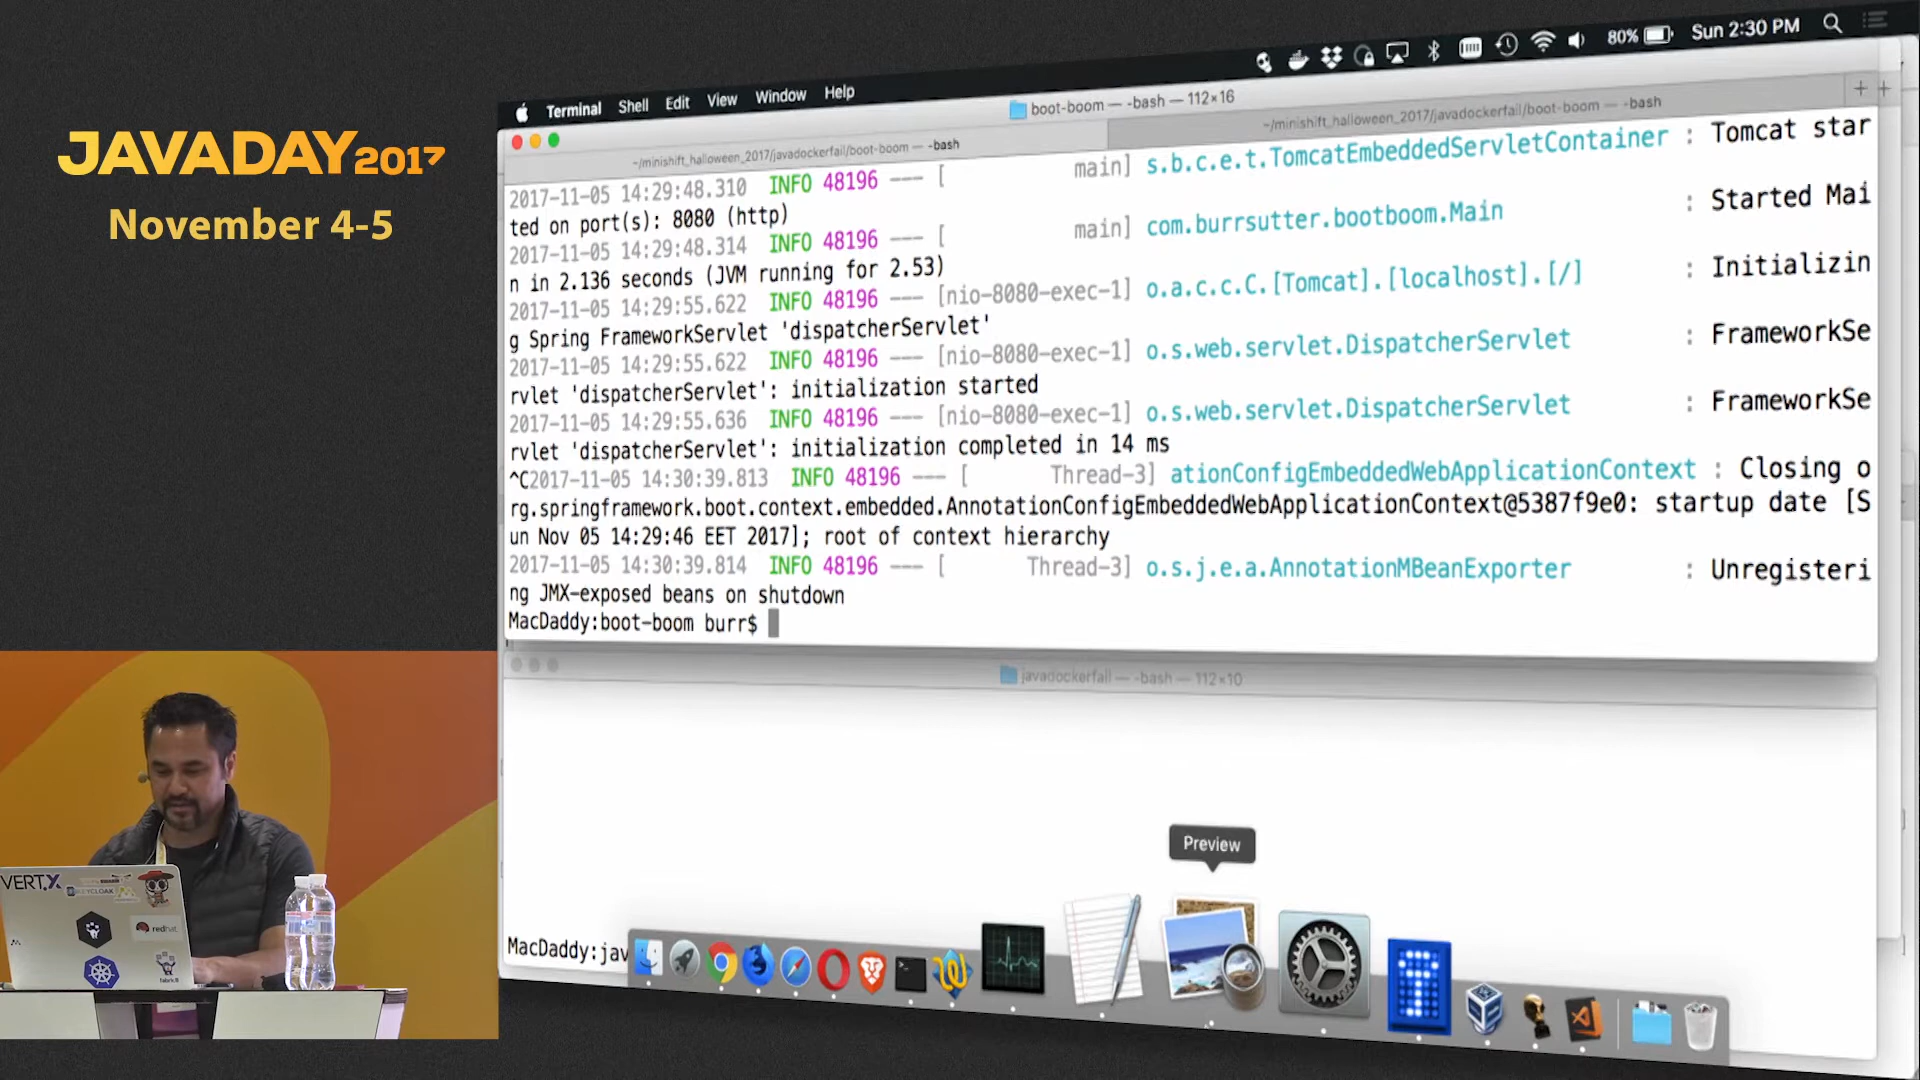 JAVADAY2017
November 4-5
Terminal Shell Edit View Window Help
80% Sun 2:30 PM
boot-boom — -bash — 112×16
~/minishift_halloween_2017/javadockerfail/boot-boom — -bash
~/minishift_halloween_2017/javadockerfail/boot-boom — -bash
2017-11-05 14:29:48.310 INFO 48196 --- [ main] s.b.c.e.t.TomcatEmbeddedServletContainer : Tomcat star
ted on port(s): 8080 (http)
2017-11-05 14:29:48.314 INFO 48196 --- [ main] com.burrsutter.bootboom.Main : Started Mai
n in 2.136 seconds (JVM running for 2.53)
2017-11-05 14:29:55.622 INFO 48196 --- [nio-8080-exec-1] o.a.c.c.C.[Tomcat].[localhost].[/] : Initializin
g Spring FrameworkServlet 'dispatcherServlet'
2017-11-05 14:29:55.622 INFO 48196 --- [nio-8080-exec-1] o.s.web.servlet.DispatcherServlet : FrameworkSe
rvlet 'dispatcherServlet': initialization started
2017-11-05 14:29:55.636 INFO 48196 --- [nio-8080-exec-1] o.s.web.servlet.DispatcherServlet : FrameworkSe
rvlet 'dispatcherServlet': initialization completed in 14 ms
^C2017-11-05 14:30:39.813 INFO 48196 --- [ Thread-3] ationConfigEmbeddedWebApplicationContext : Closing o
rg.springframework.boot.context.embedded.AnnotationConfigEmbeddedWebApplicationContext@5387f9e0: startup date [S
un Nov 05 14:29:46 EET 2017]; root of context hierarchy
2017-11-05 14:30:39.814 INFO 48196 --- [ Thread-3] o.s.j.e.a.AnnotationMBeanExporter : Unregisteri
ng JMX-exposed beans on shutdown
MacDaddy:boot-boom burr$
javadockerfail — -bash — 112×10
Preview
MacDaddy:jav
VERT.X
KEYCLOAK
redhat
fabric8